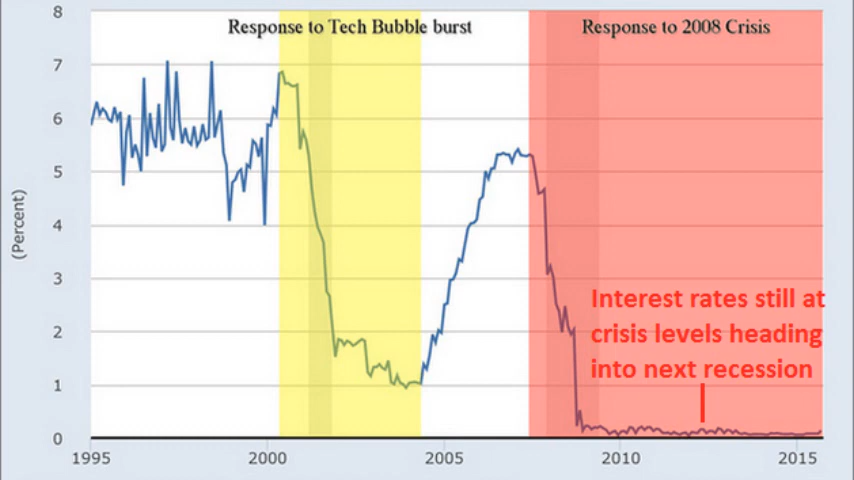 Response to Tech Bubble burst
Response to 2008 Crisis
8
7
6
5
4
3
2
1
0
(Percent)
Interest rates still at
crisis levels heading
into next recession
1995
2000
2005
2010
2015